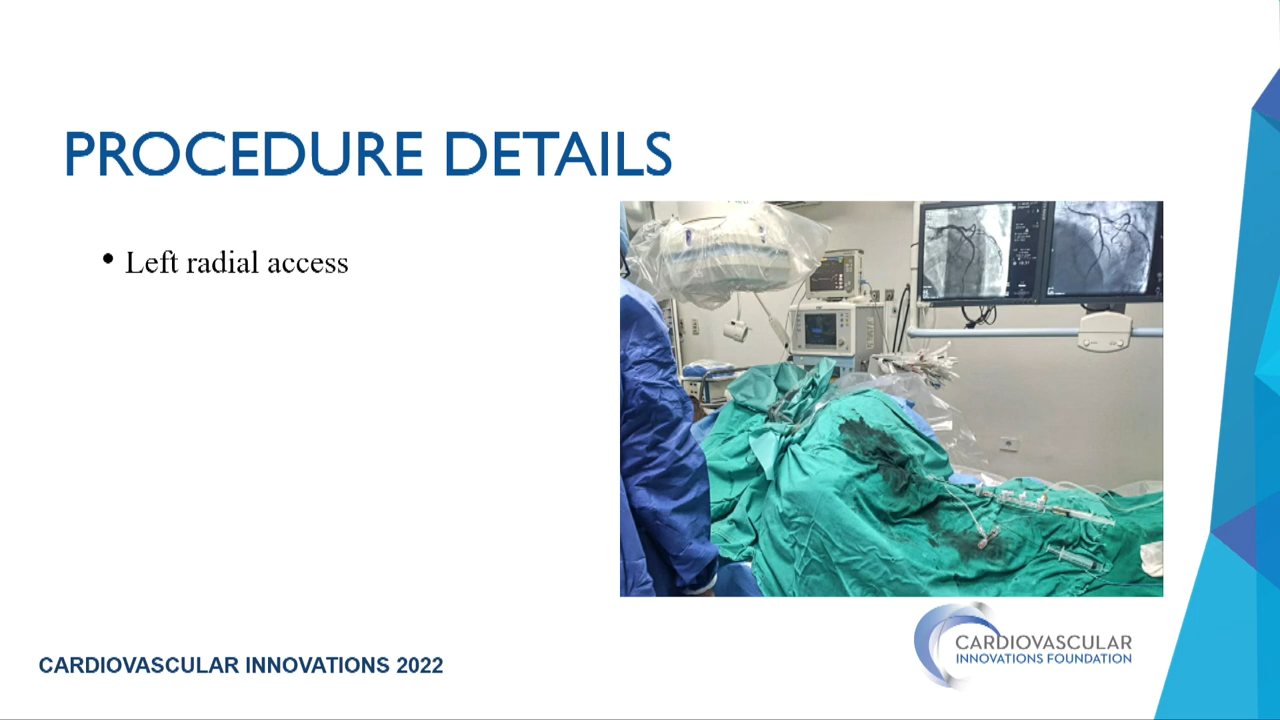 PROCEDURE DETAILS
• Left radial access
CARDIOVASCULAR INNOVATIONS 2022
CARDIOVASCULAR
INNOVATIONS FOUNDATION